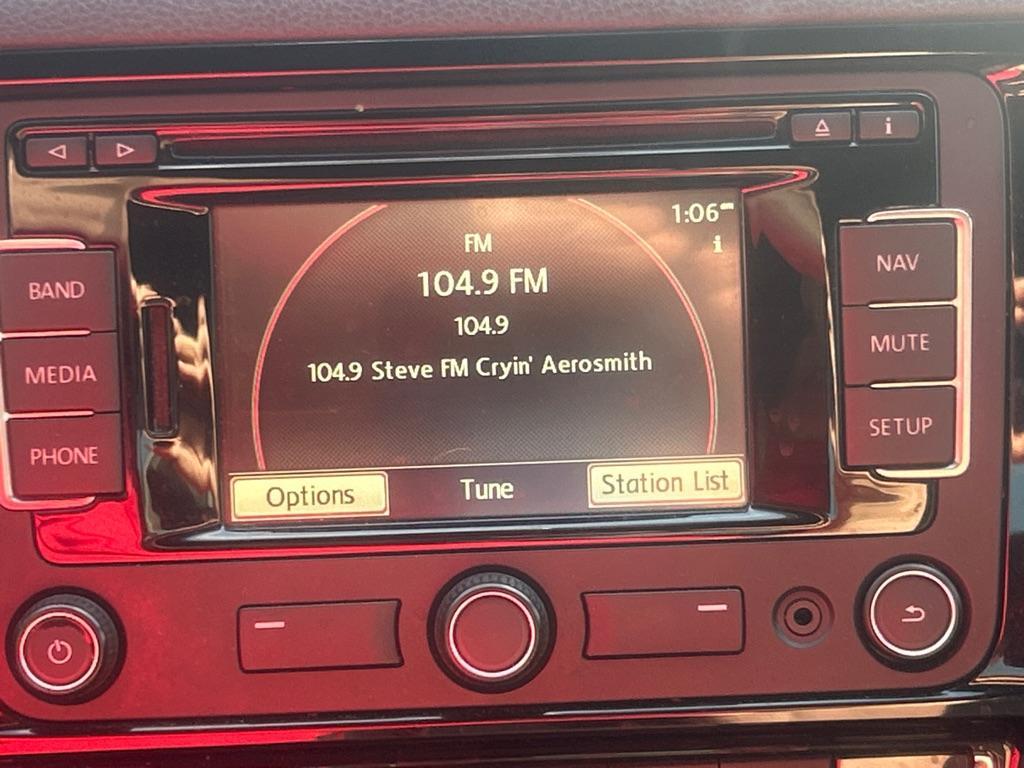 1:06
i
i
FM
104.9 FM
104.9
104.9 Steve FM Cryin' Aerosmith
Options
Tune
Station List
BAND
MEDIA
PHONE
NAV
MUTE
SETUP